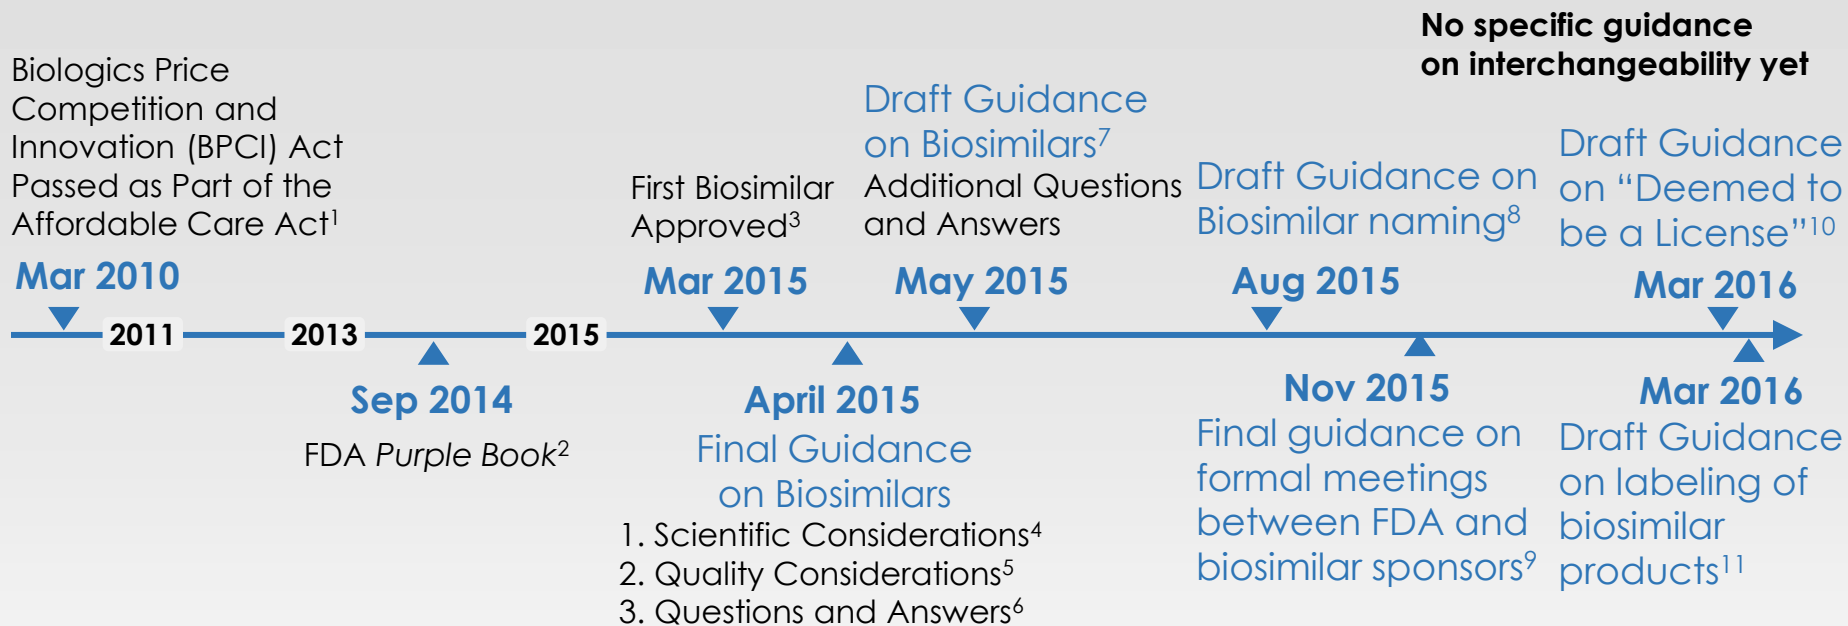 No specific guidance
on interchangeability yet
Biologics Price
Competition and
Innovation (BPCI) Act
Passed as Part of the
Affordable Care Act¹
Mar 2010
First Biosimilar
Approved³
Mar 2015
Draft Guidance
on Biosimilars⁷
Additional Questions
and Answers
May 2015
Draft Guidance on
Biosimilar naming⁸
Aug 2015
Draft Guidance
on “Deemed to
be a License”¹⁰
Mar 2016
2011
2013
2015
Sep 2014
FDA Purple Book²
April 2015
Final Guidance
on Biosimilars
1. Scientific Considerations⁴
2. Quality Considerations⁵
3. Questions and Answers⁶
Nov 2015
Final guidance on
formal meetings
between FDA and
biosimilar sponsors⁹
Mar 2016
Draft Guidance
on labeling of
biosimilar
products¹¹